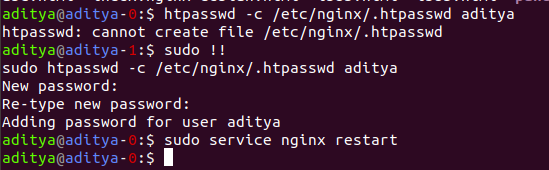 aditya@aditya-0:$ htpasswd -c /etc/nginx/.htpasswd aditya
htpasswd: cannot create file /etc/nginx/.htpasswd
aditya@aditya-1:$ sudo !!
sudo htpasswd -c /etc/nginx/.htpasswd aditya
New password:
Re-type new password:
Adding password for user aditya
aditya@aditya-0:$ sudo service nginx restart
aditya@aditya-0:$